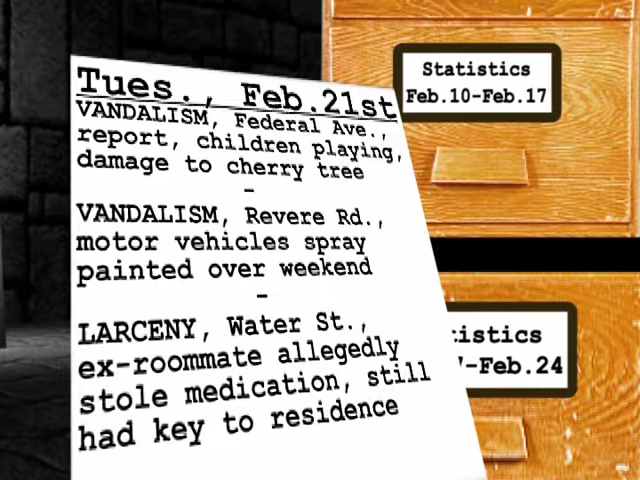 Tues., Feb.21st
VANDALISM, Federal Ave.,
report, children playing,
damage to cherry tree
-
VANDALISM, Revere Rd.,
motor vehicles spray
painted over weekend
-
LARCENY, Water St.,
ex-roommate allegedly
stole medication, still
had key to residence
Statistics
Feb.10-Feb.17
tistics
-Feb.24